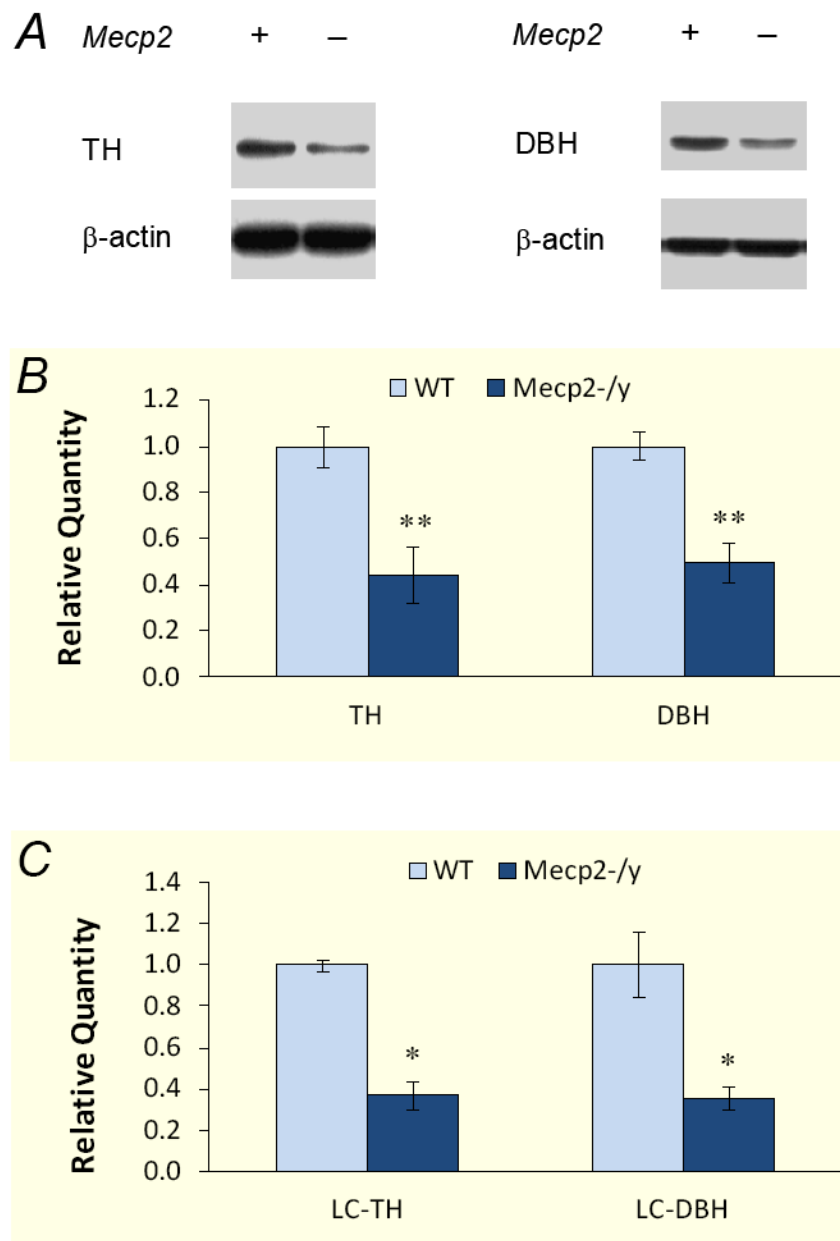 A Mecp2 + – Mecp2 + –
TH DBH
β-actin β-actin
B
WT Mecp2-/y
Relative Quantity
1.2
1.0
0.8
0.6
0.4
0.2
0.0
** **
TH DBH
C
WT Mecp2-/y
Relative Quantity
1.4
1.2
1.0
0.8
0.6
0.4
0.2
0.0
* *
LC-TH LC-DBH